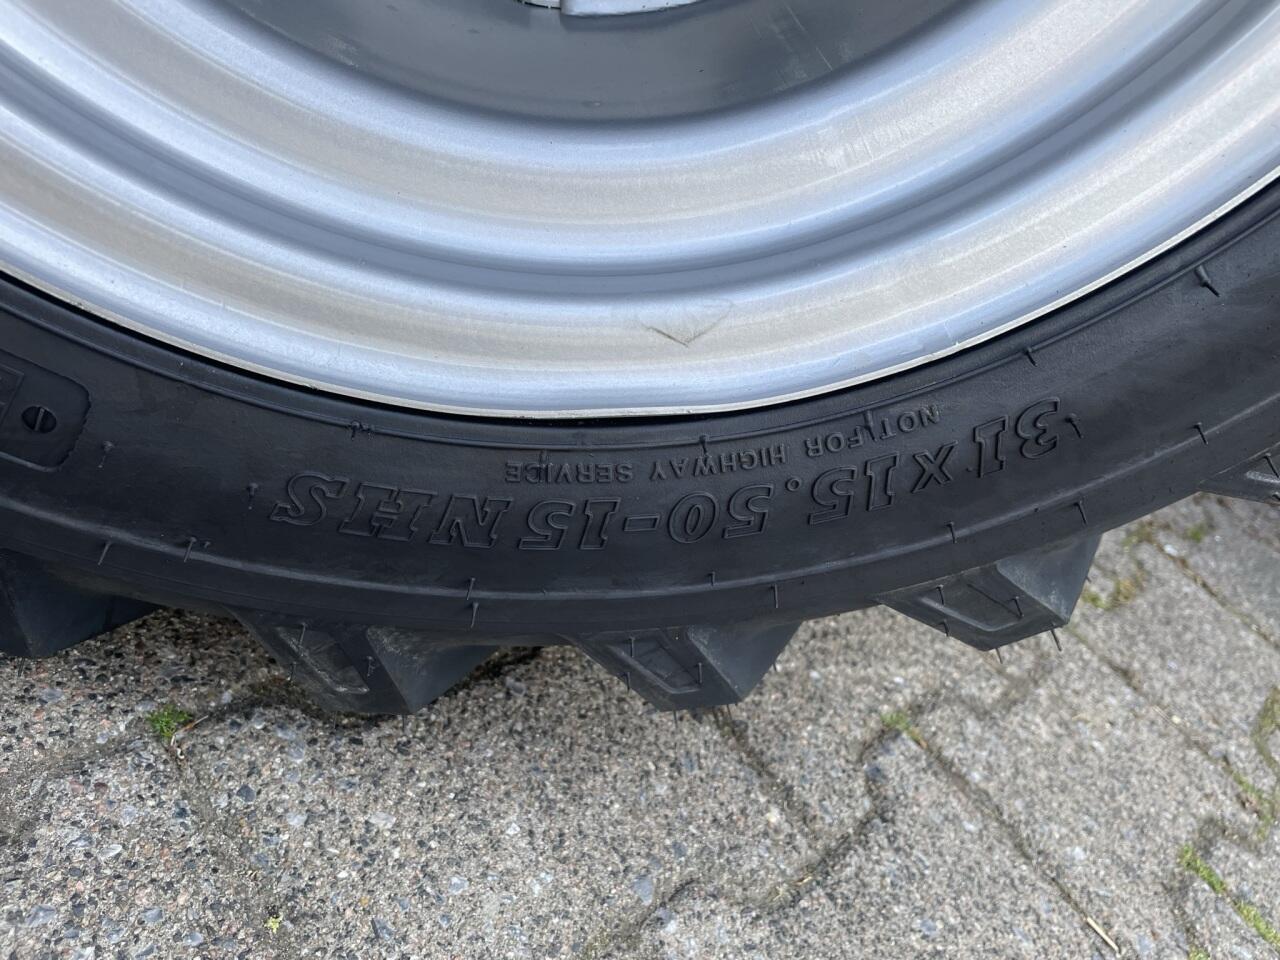 31X15.50-15 NHS
NOT FOR HIGHWAY SERVICE